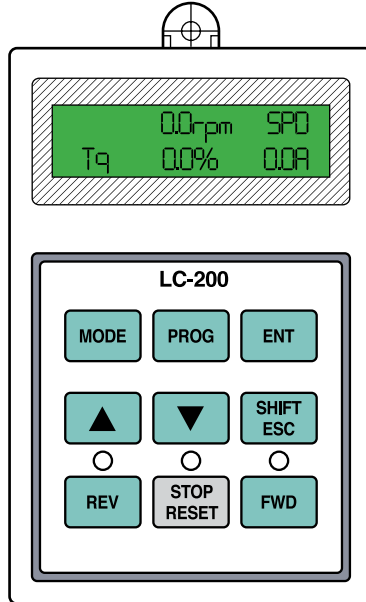 0.0rpm SPD
Tq 0.0% 0.0A
LC-200
MODE PROG ENT
▲ ▼ SHIFT ESC
REV STOP RESET FWD